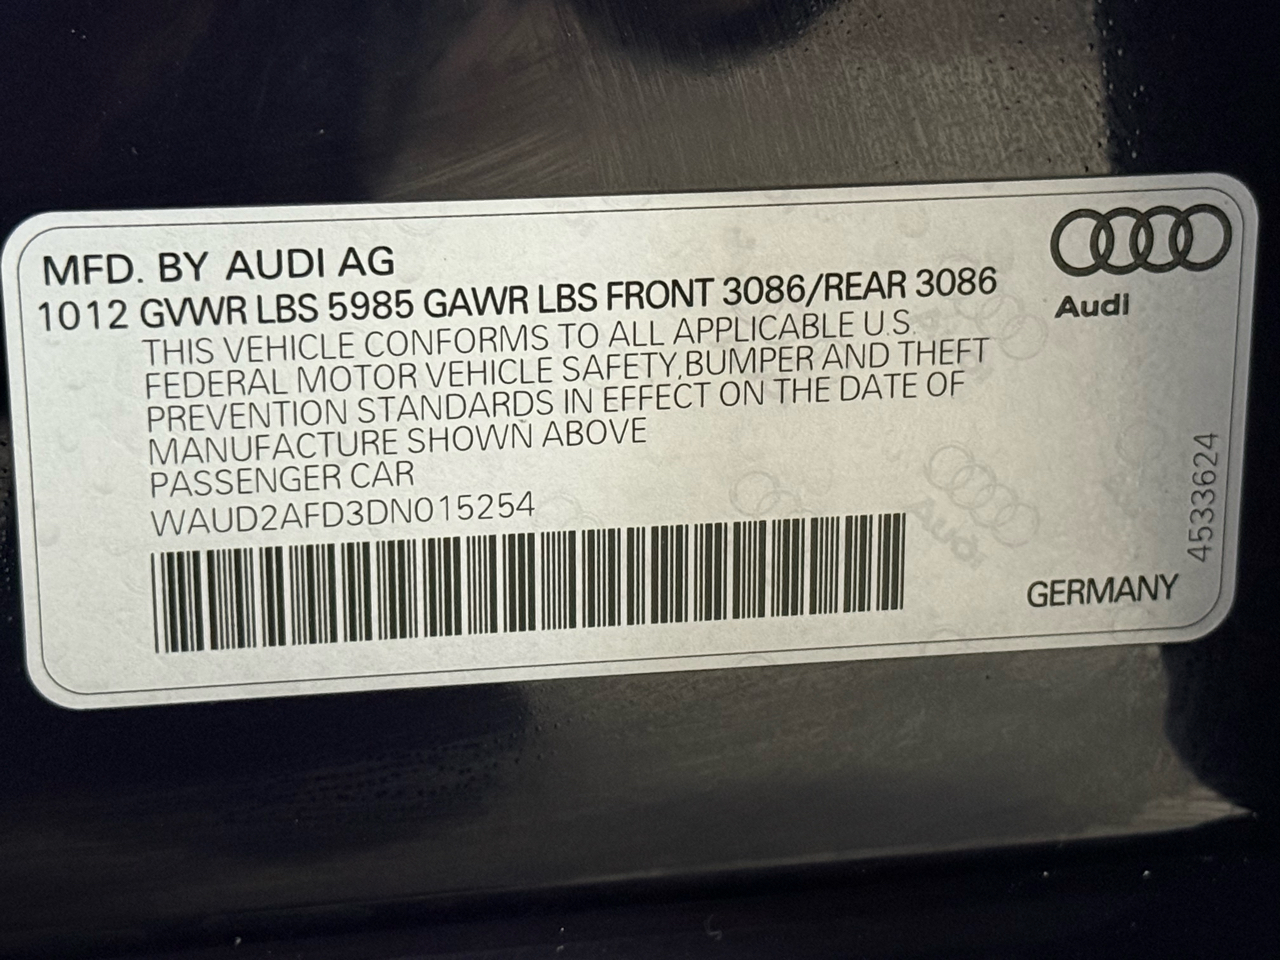 MFD. BY AUDI AG
1012 GVWR LBS 5985 GAWR LBS FRONT 3086/REAR 3086
THIS VEHICLE CONFORMS TO ALL APPLICABLE U.S.
FEDERAL MOTOR VEHICLE SAFETY, BUMPER AND THEFT
PREVENTION STANDARDS IN EFFECT ON THE DATE OF
MANUFACTURE SHOWN ABOVE
PASSENGER CAR
WAUD2AFD3DN015254
Audi
Audi
4533624
GERMANY